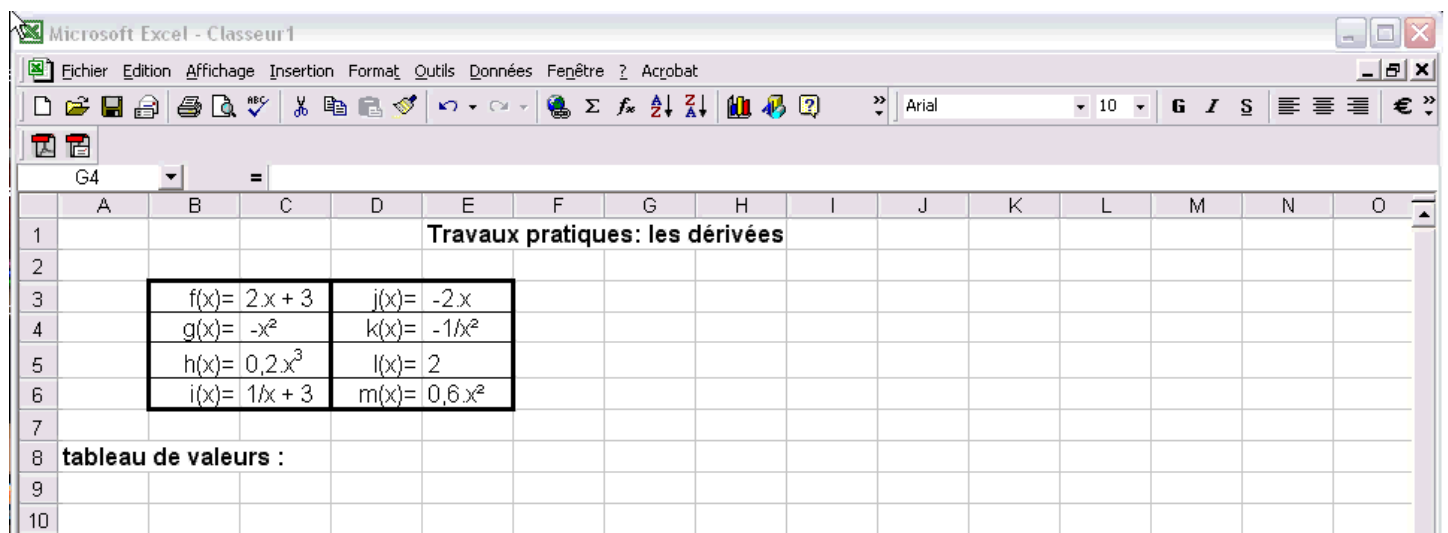 Microsoft Excel - Classeur1
Fichier Edition Affichage Insertion Format Outils Données Fenêtre ? Acrobat
Arial 10 G I S €
G4 =
A B C D E F G H I J K L M N O
1 Travaux pratiques: les dérivées
2
3 f(x)= 2.x + 3 j(x)= -2.x
4 g(x)= -x² k(x)= -1/x²
5 h(x)= 0,2.x³ l(x)= 2
6 i(x)= 1/x + 3 m(x)= 0,6.x²
7
8 tableau de valeurs :
9
10